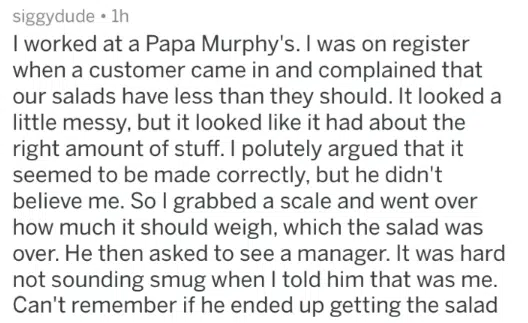 siggydude • 1h
I worked at a Papa Murphy's. I was on register
when a customer came in and complained that
our salads have less than they should. It looked a
little messy, but it looked like it had about the
right amount of stuff. I polutely argued that it
seemed to be made correctly, but he didn't
believe me. So I grabbed a scale and went over
how much it should weigh, which the salad was
over. He then asked to see a manager. It was hard
not sounding smug when I told him that was me.
Can't remember if he ended up getting the salad